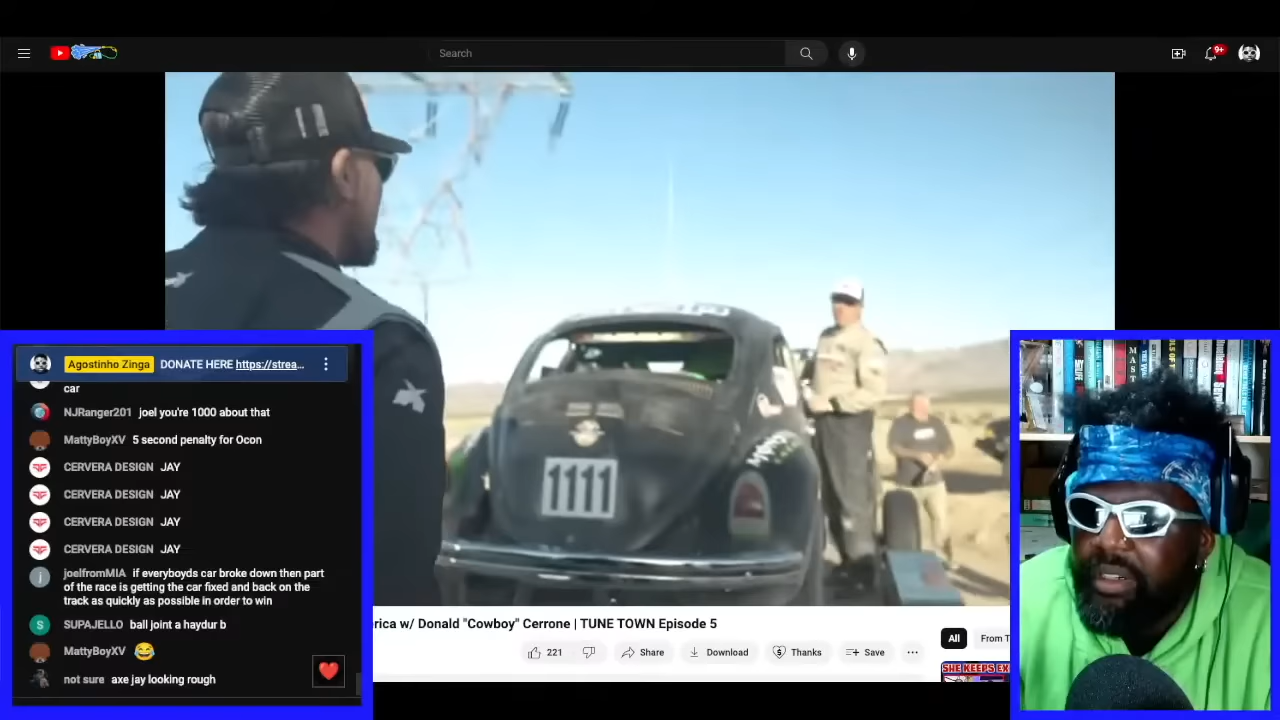 Search
9+
1111
Agostinho Zinga DONATE HERE https://strea...
car
NJRanger201 joel you're 1000 about that
MattyBoyXV 5 second penalty for Ocon
CERVERA DESIGN JAY
CERVERA DESIGN JAY
CERVERA DESIGN JAY
CERVERA DESIGN JAY
joelfromMIA if everyboyds car broke down then part
of the race is getting the car fixed and back on the
track as quickly as possible in order to win
SUPAJELLO ball joint a haydur b
MattyBoyXV 😂
not sure axe jay looking rough
rica w/ Donald "Cowboy" Cerrone | TUNE TOWN Episode 5
221
Share
Download
Thanks
Save
All
From T
SHE KEEPS EX